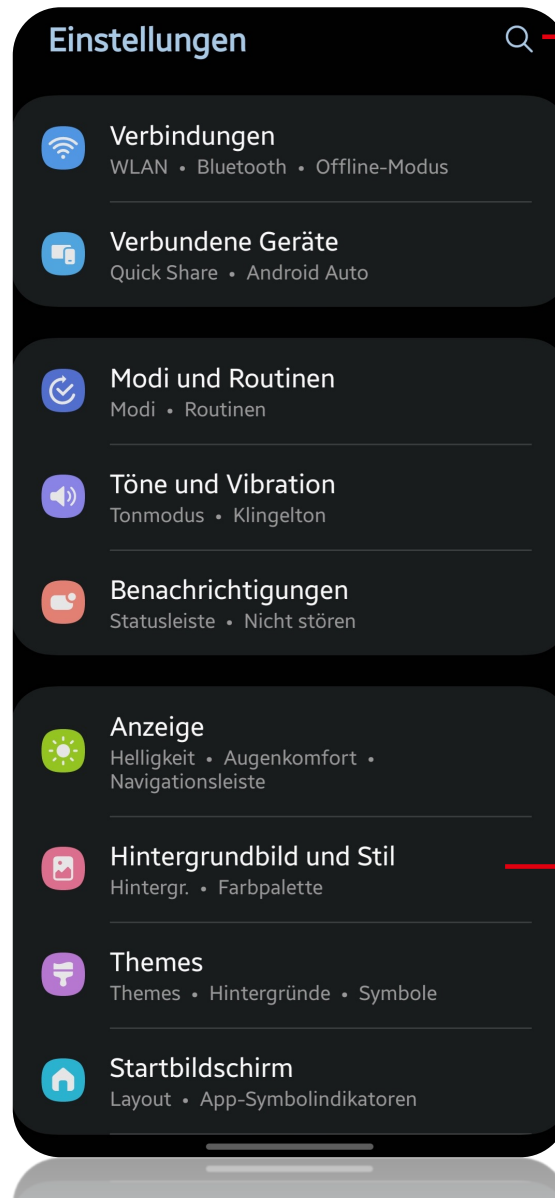 Einstellungen
Verbindungen
WLAN • Bluetooth • Offline-Modus
Verbundene Geräte
Quick Share • Android Auto
Modi und Routinen
Modi • Routinen
Töne und Vibration
Tonmodus • Klingelton
Benachrichtigungen
Statusleiste • Nicht stören
Anzeige
Helligkeit • Augenkomfort •
Navigationsleiste
Hintergrundbild und Stil
Hintergr. • Farbpalette
Themes
Themes • Hintergründe • Symbole
Startbildschirm
Layout • App-Symbolindikatoren